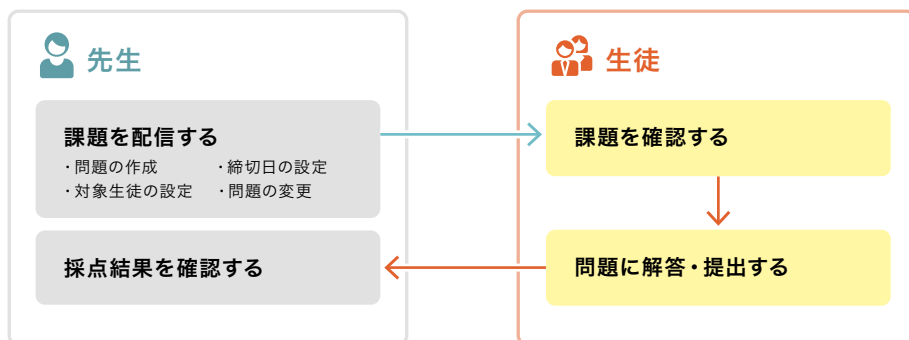 先生
課題を配信する
・問題の作成 ・締切日の設定
・対象生徒の設定 ・問題の変更
採点結果を確認する
生徒
課題を確認する
問題に解答・提出する